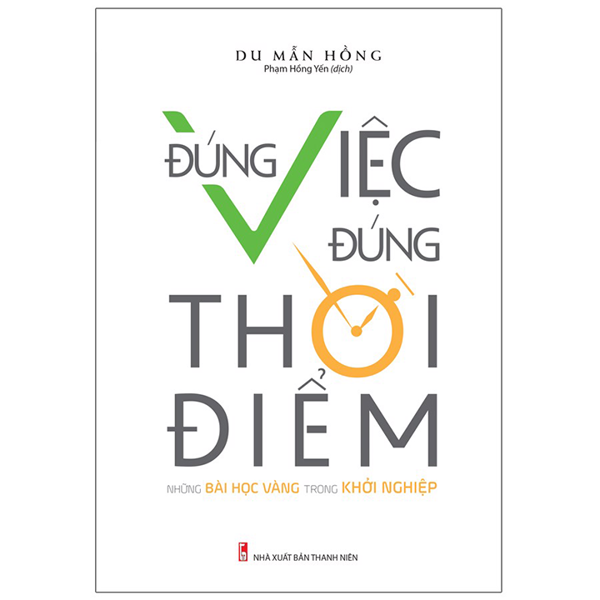 DU MẪN HỒNG
Phạm Hồng Yến (dịch)
ĐÚNG VIỆC
ĐÚNG
THỜI
ĐIỂM
NHỮNG BÀI HỌC VÀNG TRONG KHỞI NGHIỆP
NHÀ XUẤT BẢN THANH NIÊN